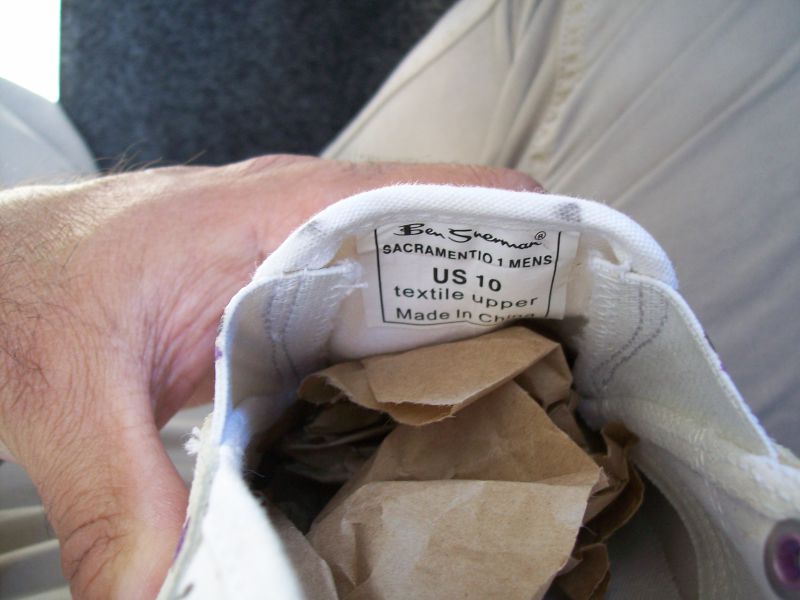 Ben Sherman®
SACRAMENTIO 1 MENS
US 10
textile upper
Made In China